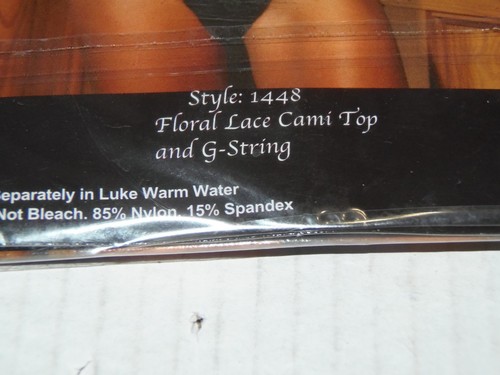 Style: 1448
Floral Lace Cami Top
and G-String
eparately in Luke Warm Water
Not Bleach. 85% Nylon, 15% Spandex